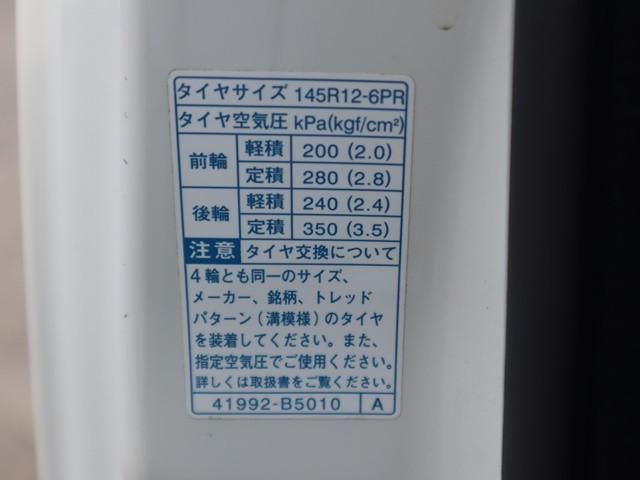 タイヤサイズ 145R12-6PR
タイヤ空気圧 kPa(kgf/cm²)
前輪 軽積 200 (2.0)
定積 280 (2.8)
後輪 軽積 240 (2.4)
定積 350 (3.5)
注意 タイヤ交換について
4輪とも同一のサイズ、
メーカー、銘柄、トレッド
パターン(溝模様)のタイヤ
を装着してください。また、
指定空気圧でご使用ください。
詳しくは取扱書をご覧ください。
41992-B5010 A